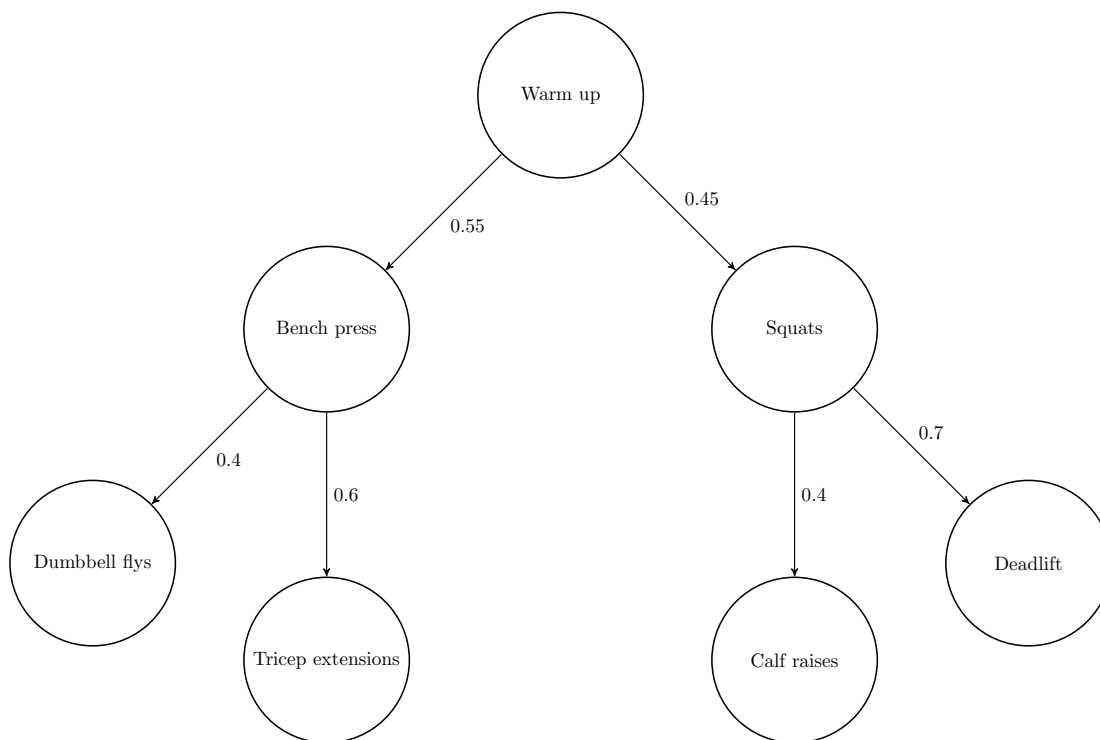 Warm up
0.55
0.45
Bench press
Squats
0.4
0.6
0.4
0.7
Dumbbell flys
Tricep extensions
Calf raises
Deadlift